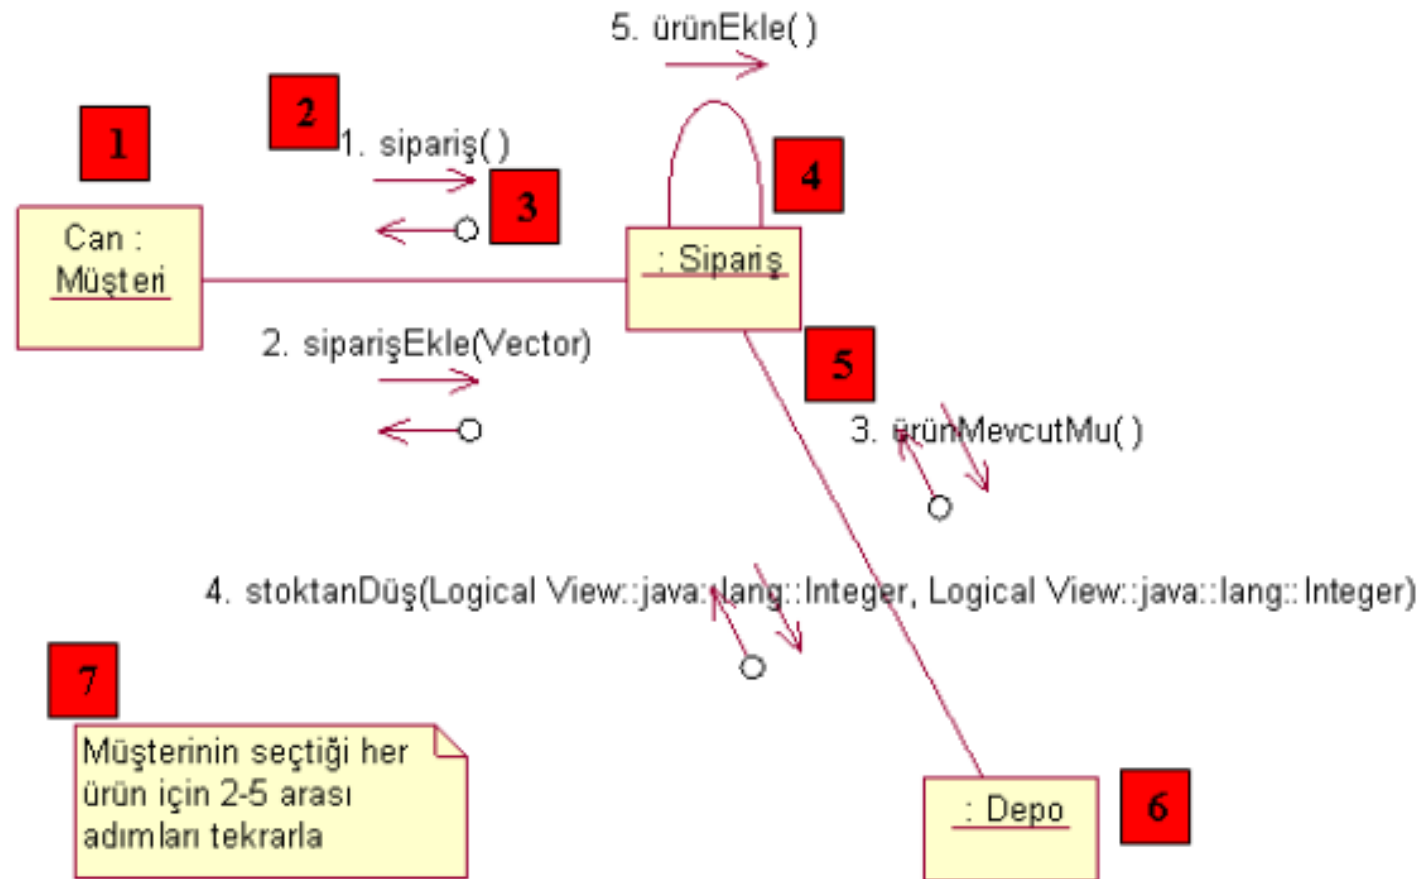 5. ürünEkle( )
2
1
1. sipariş( )
3
4
Can :
Müşteri
: Sipariş
2. siparişEkle(Vector)
5
3. ürünMevcutMu( )
4. stoktanDüş(Logical View::java::lang::Integer, Logical View::java::lang::Integer)
7
Müşterinin seçtiği her
ürün için 2-5 arası
adımları tekrarla
: Depo
6